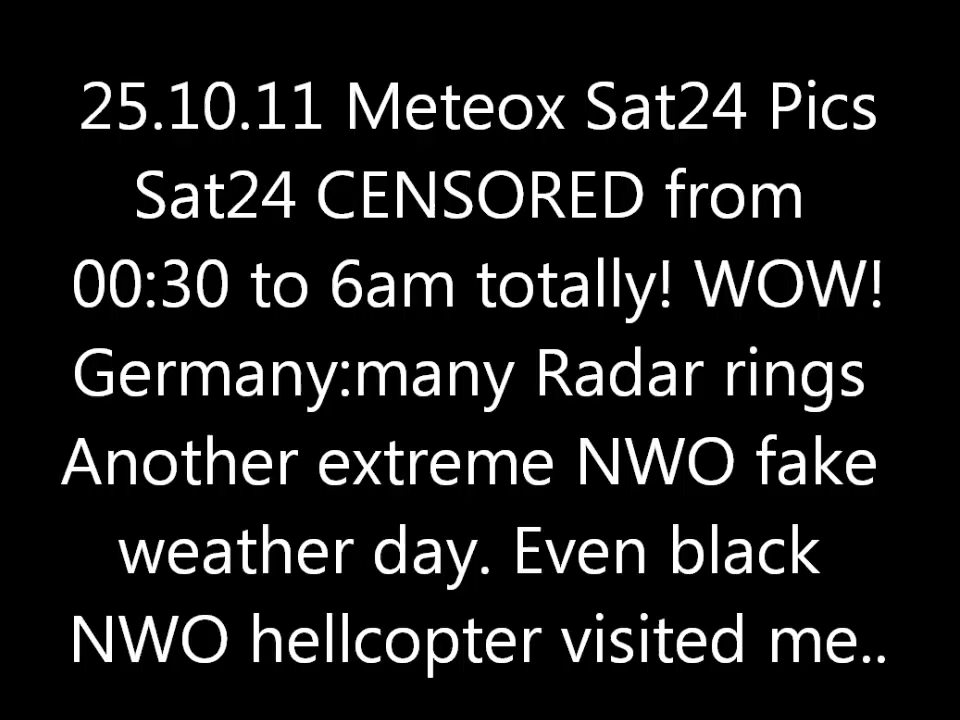 25.10.11 Meteox Sat24 Pics
Sat24 CENSORED from
00:30 to 6am totally! WOW!
Germany:many Radar rings
Another extreme NWO fake
weather day. Even black
NWO hellcopter visited me..